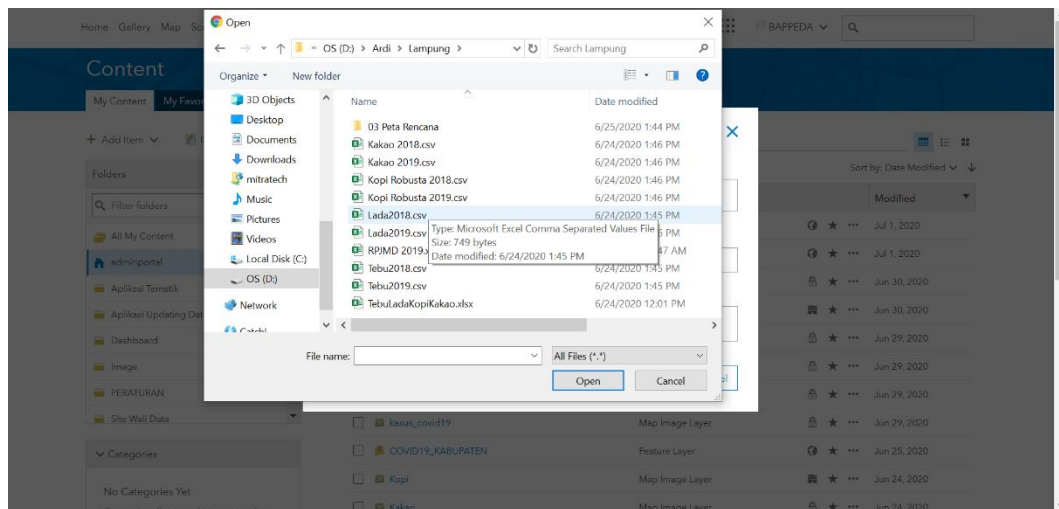 Home Gallery Map
BAPPEDA
Content
My Content
Add Item
Folders
Filter folders
All My Content
adminportal
Aplikasi Tematik
Aplikasi Updating
Dashboard
Image
PERATURAN
Site Wali Data
Categories
No Categories Yet
Open
OS (D:) > Ardi > Lampung >
Search Lampung
Organize
New folder
3D Objects
Desktop
Documents
Downloads
mitratech
Music
Pictures
Videos
Local Disk (C:)
OS (D:)
Network
Name Date modified
03 Peta Rencana 6/25/2020 1:44 PM
Kakao 2018.csv 6/24/2020 1:46 PM
Kakao 2019.csv 6/24/2020 1:46 PM
Kopi Robusta 2018.csv 6/24/2020 1:46 PM
Kopi Robusta 2019.csv 6/24/2020 1:46 PM
Lada2018.csv 6/24/2020 1:45 PM
Lada2019.csv
RPJMD 2019
Tebu2018.csv 6/24/2020 1:45 PM
Tebu2019.csv 6/24/2020 1:45 PM
TebuLadaKopiKakao.xlsx 6/24/2020 12:01 PM
Type: Microsoft Excel Comma Separated Values File
Size: 749 bytes
Date modified: 6/24/2020 1:45 PM
File name:
All Files (*.*)
Open
Cancel
Sort by: Date Modified
Modified
Jul 1, 2020
Jul 1, 2020
Jun 30, 2020
Jun 30, 2020
Jun 29, 2020
Jun 29, 2020
Jun 29, 2020
kasus_covid19 Map Image Layer Jun 29, 2020
COVID19_KABUPATEN Feature Layer Jun 25, 2020
Kopi Map Image Layer Jun 24, 2020
Kakao Map Image Layer Jun 24, 2020